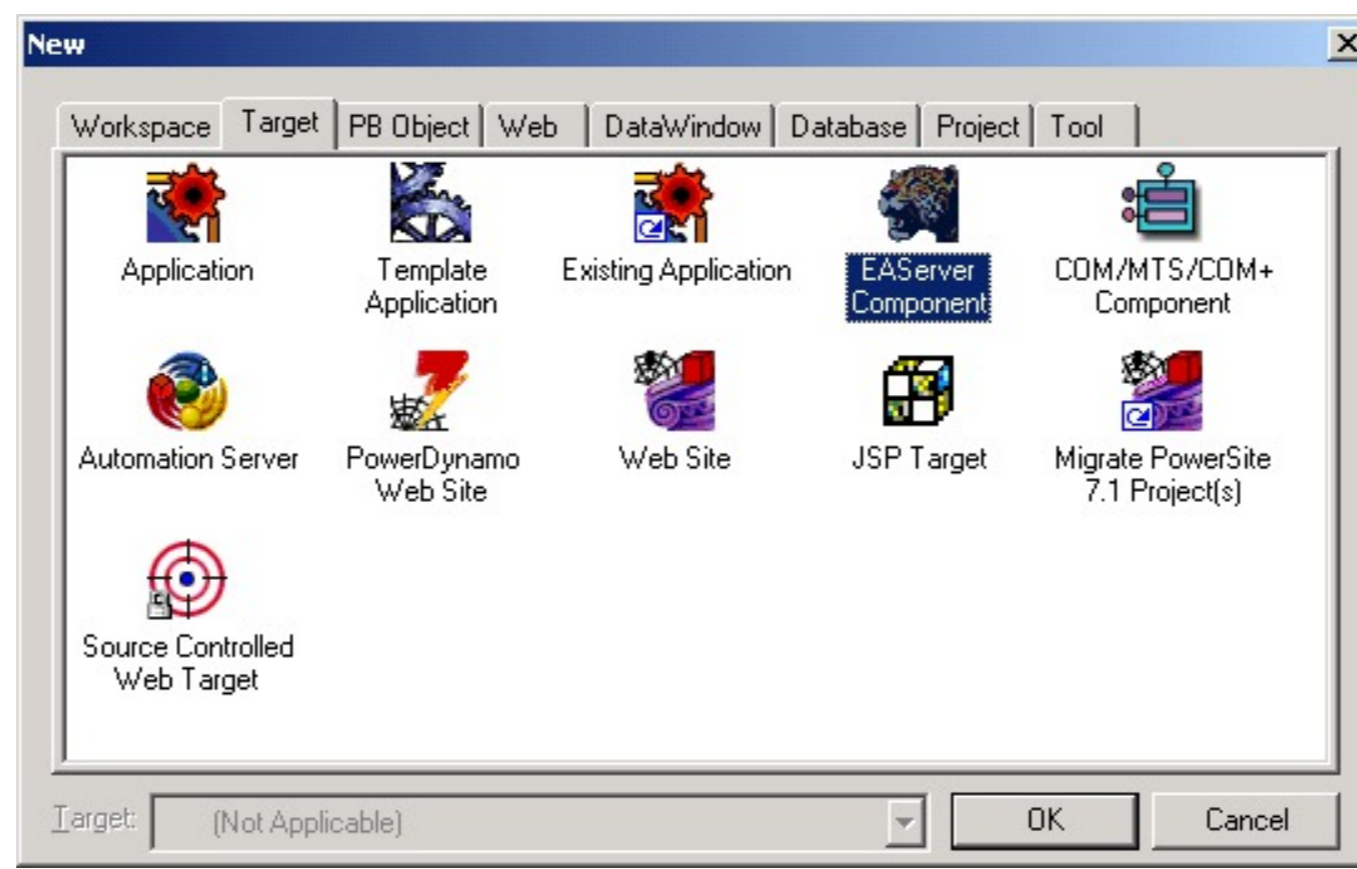 New
Workspace Target PB Object Web DataWindow Database Project Tool
Application Template Existing Application EAServer COM/MTS/COM+
Application Component Component
Automation Server PowerDynamo Web Site JSP Target Migrate PowerSite
Web Site 7.1 Project(s)
Source Controlled
Web Target
Target: (Not Applicable) OK Cancel